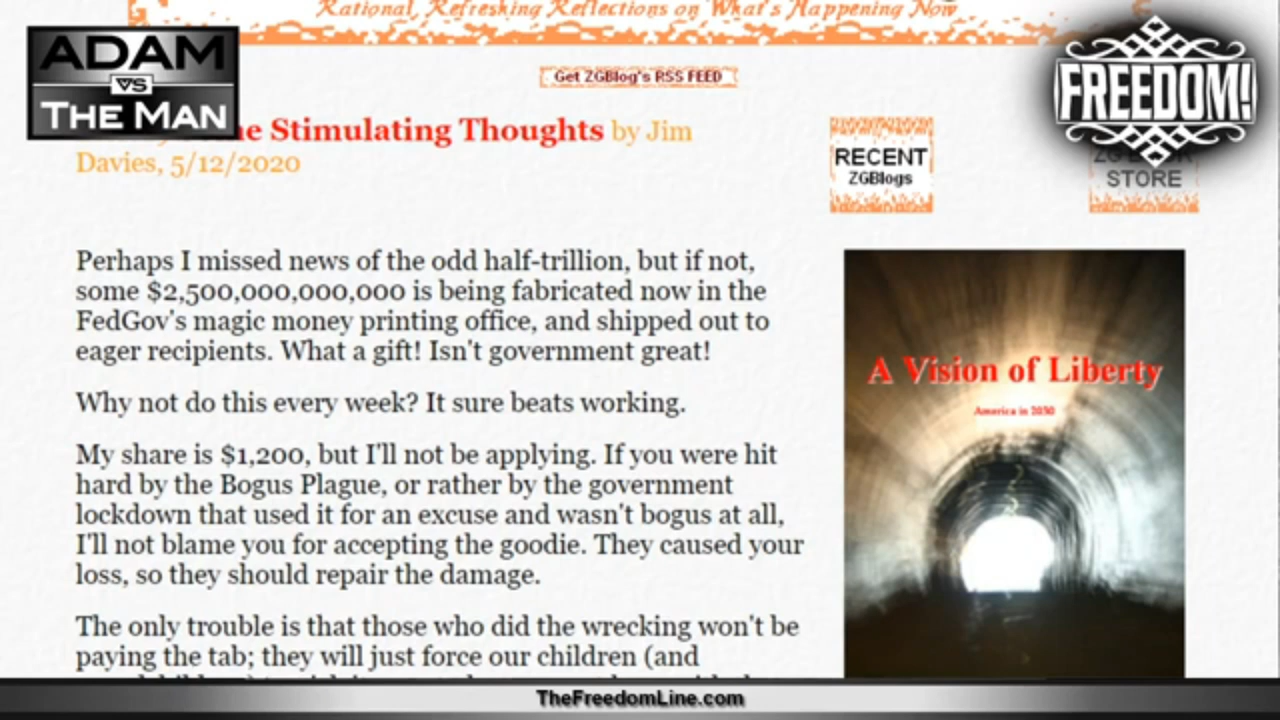 Rational, Refreshing Reflections on What's Happening Now
ADAM
VS
THE MAN
FREEDOM!
Get ZGBlog's RSS FEED
Stimulating Thoughts by Jim
Davies, 5/12/2020
RECENT
ZGBlogs
STORE
Perhaps I missed news of the odd half-trillion, but if not,
some $2,500,000,000,000 is being fabricated now in the
FedGov's magic money printing office, and shipped out to
eager recipients. What a gift! Isn't government great!
Why not do this every week? It sure beats working.
My share is $1,200, but I'll not be applying. If you were hit
hard by the Bogus Plague, or rather by the government
lockdown that used it for an excuse and wasn't bogus at all,
I'll not blame you for accepting the goodie. They caused your
loss, so they should repair the damage.
The only trouble is that those who did the wrecking won't be
paying the tab; they will just force our children (and
A Vision of Liberty
America in 2030
TheFreedomLine.com